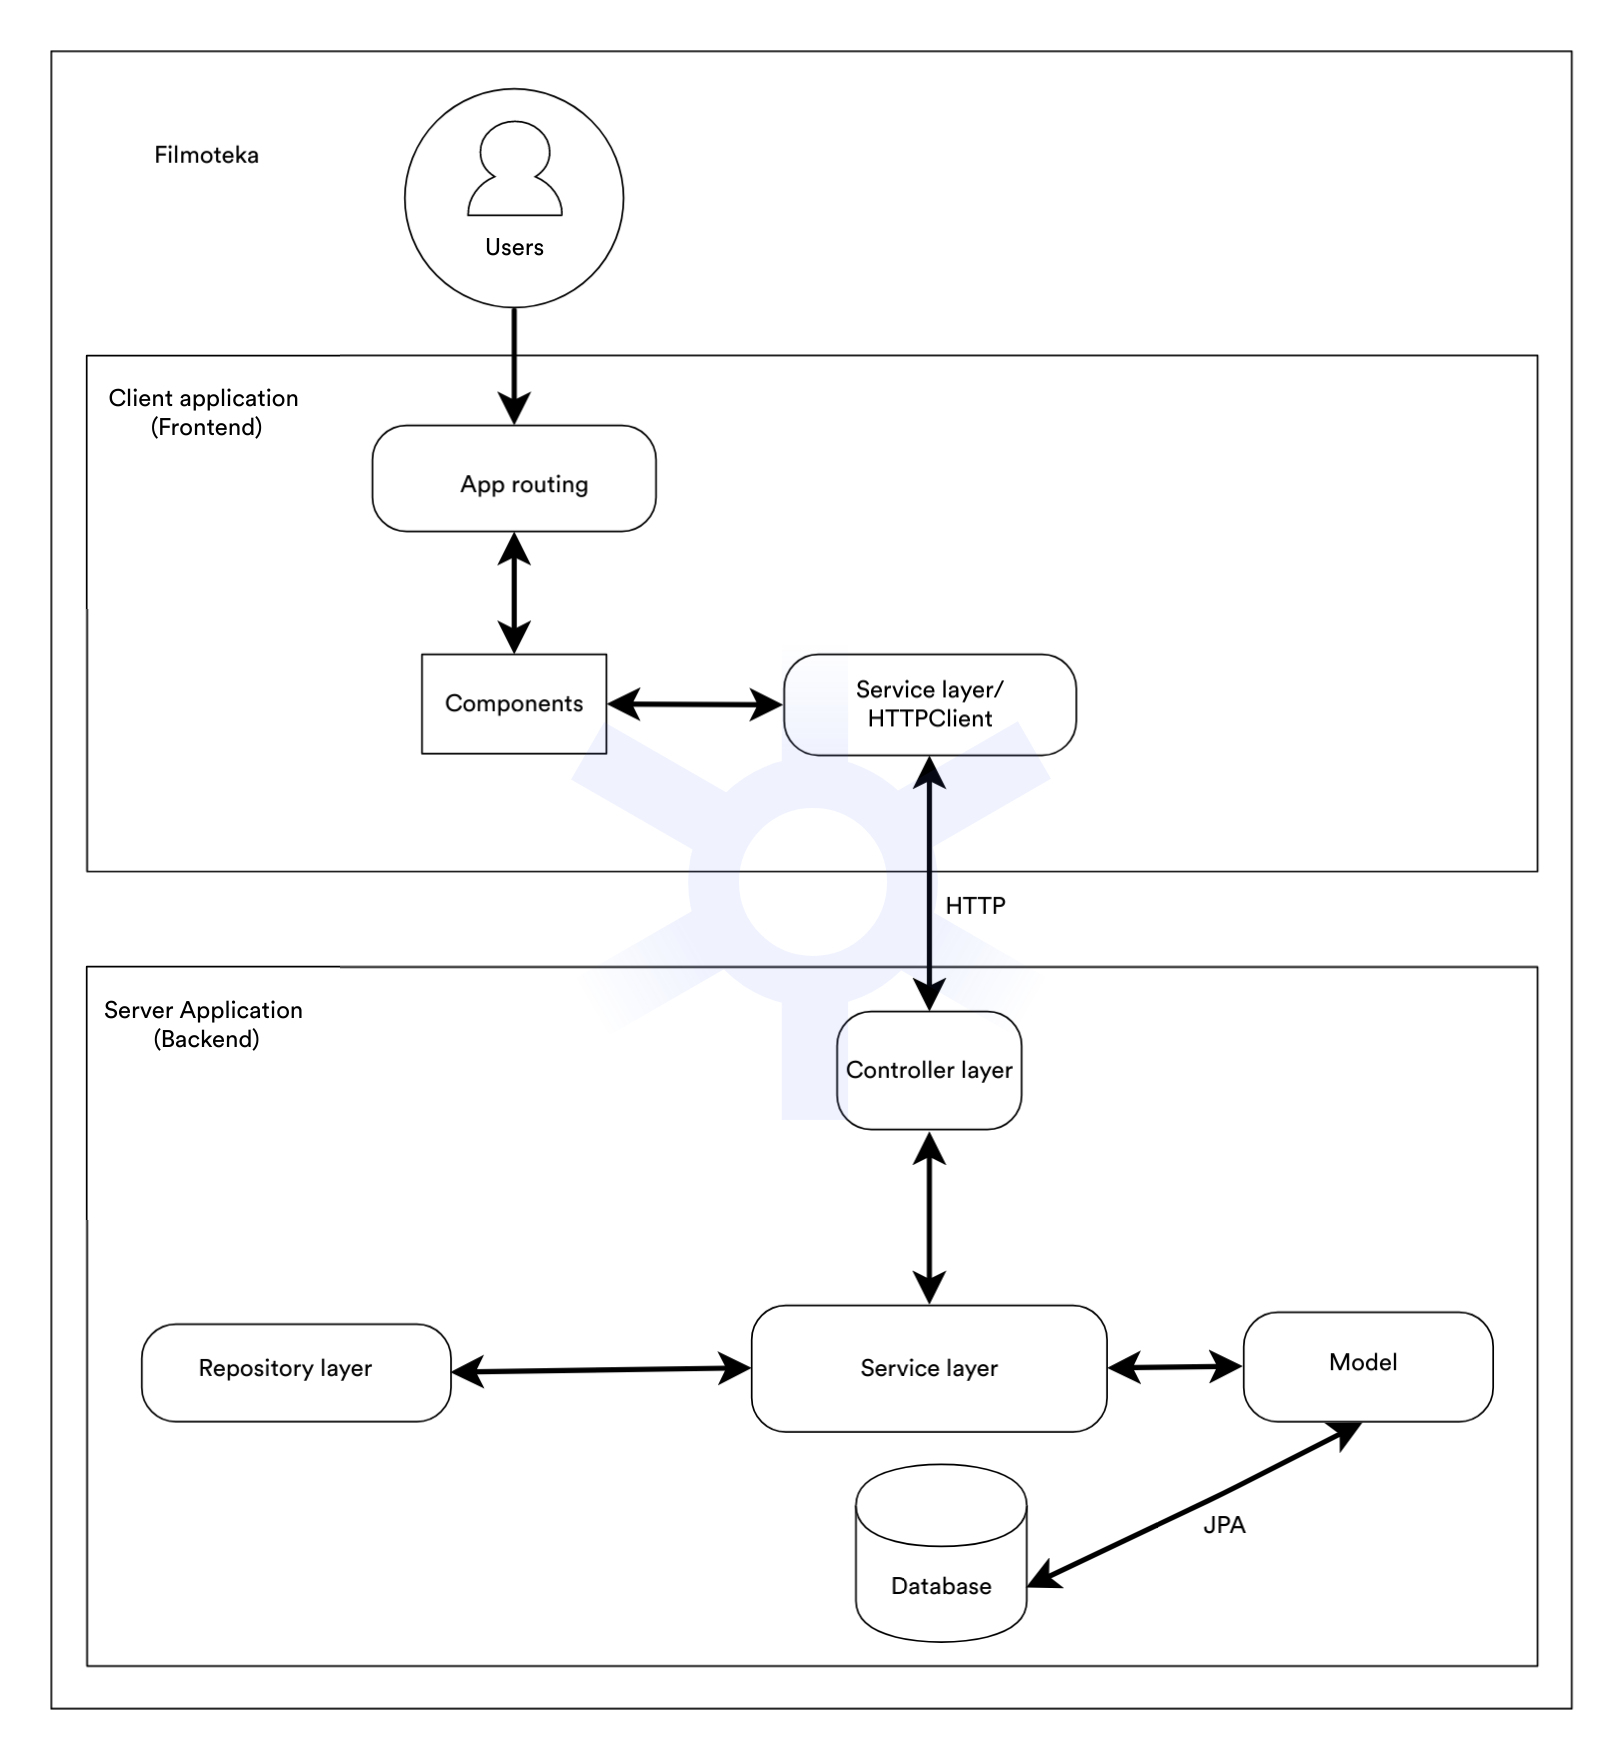 Filmoteka
Users
Client application
(Frontend)
App routing
Components
Service layer/
HTTPClient
HTTP
Server Application
(Backend)
Controller layer
Repository layer
Service layer
Model
JPA
Database